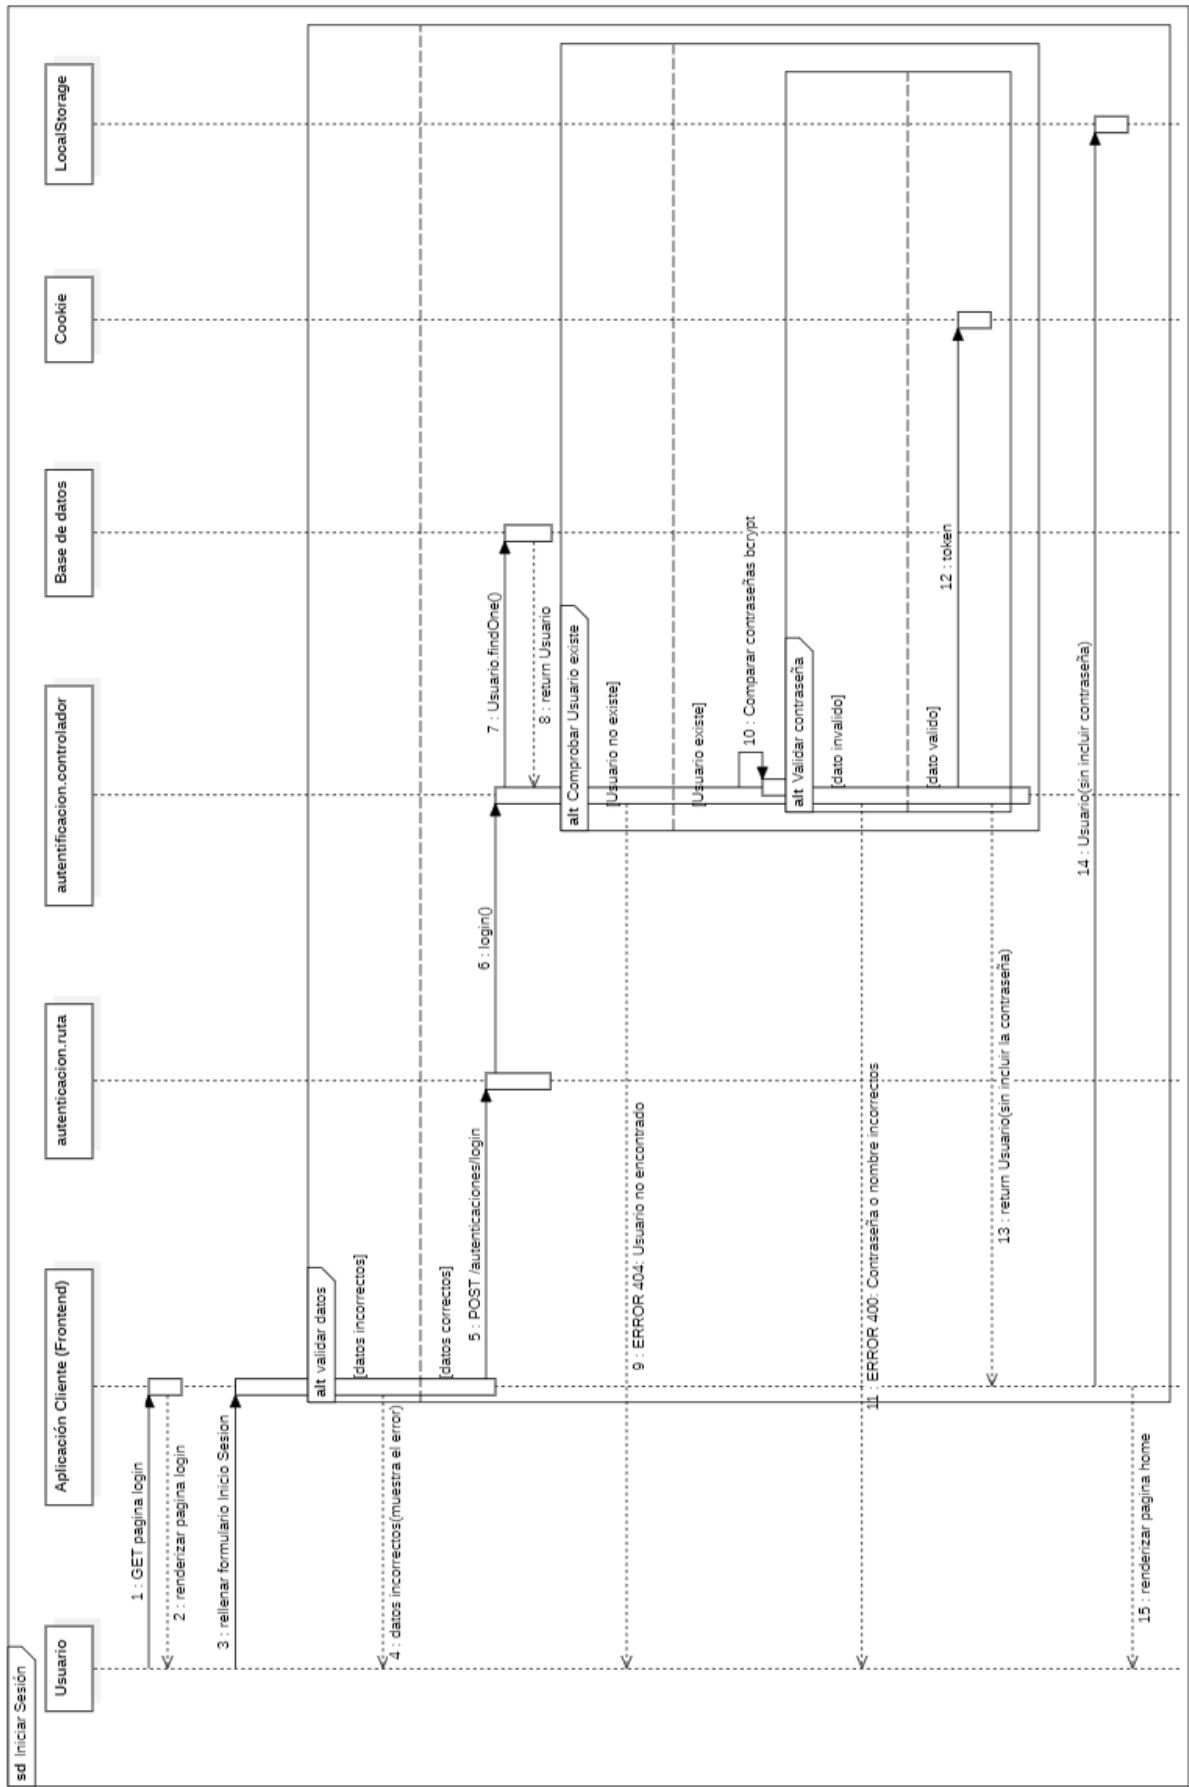 sd Iniciar Sesión
Usuario
Aplicación Cliente (Frontend)
autenticacion.ruta
autentificacion.controlador
Base de datos
Cookie
LocalStorage
1 : GET pagina login
2 : renderizar pagina login
3 : rellenar formulario Inicio Sesion
alt validar datos
[datos incorrectos]
4 : datos incorrectos(muestra el error)
[datos correctos]
5 : POST /autenticaciones/login
6 : login()
7 : Usuario.findOne()
8 : return Usuario
alt Comprobar Usuario existe
[Usuario no existe]
9 : ERROR 404: Usuario no encontrado
[Usuario existe]
10 : Comparar contraseñas bcrypt
alt Validar contraseña
[dato invalido]
11 : ERROR 400: Contraseña o nombre incorrectos
[dato valido]
12 : token
13 : return Usuario(sin incluir la contraseña)
14 : Usuario(sin incluir contraseña)
15 : renderizar pagina home